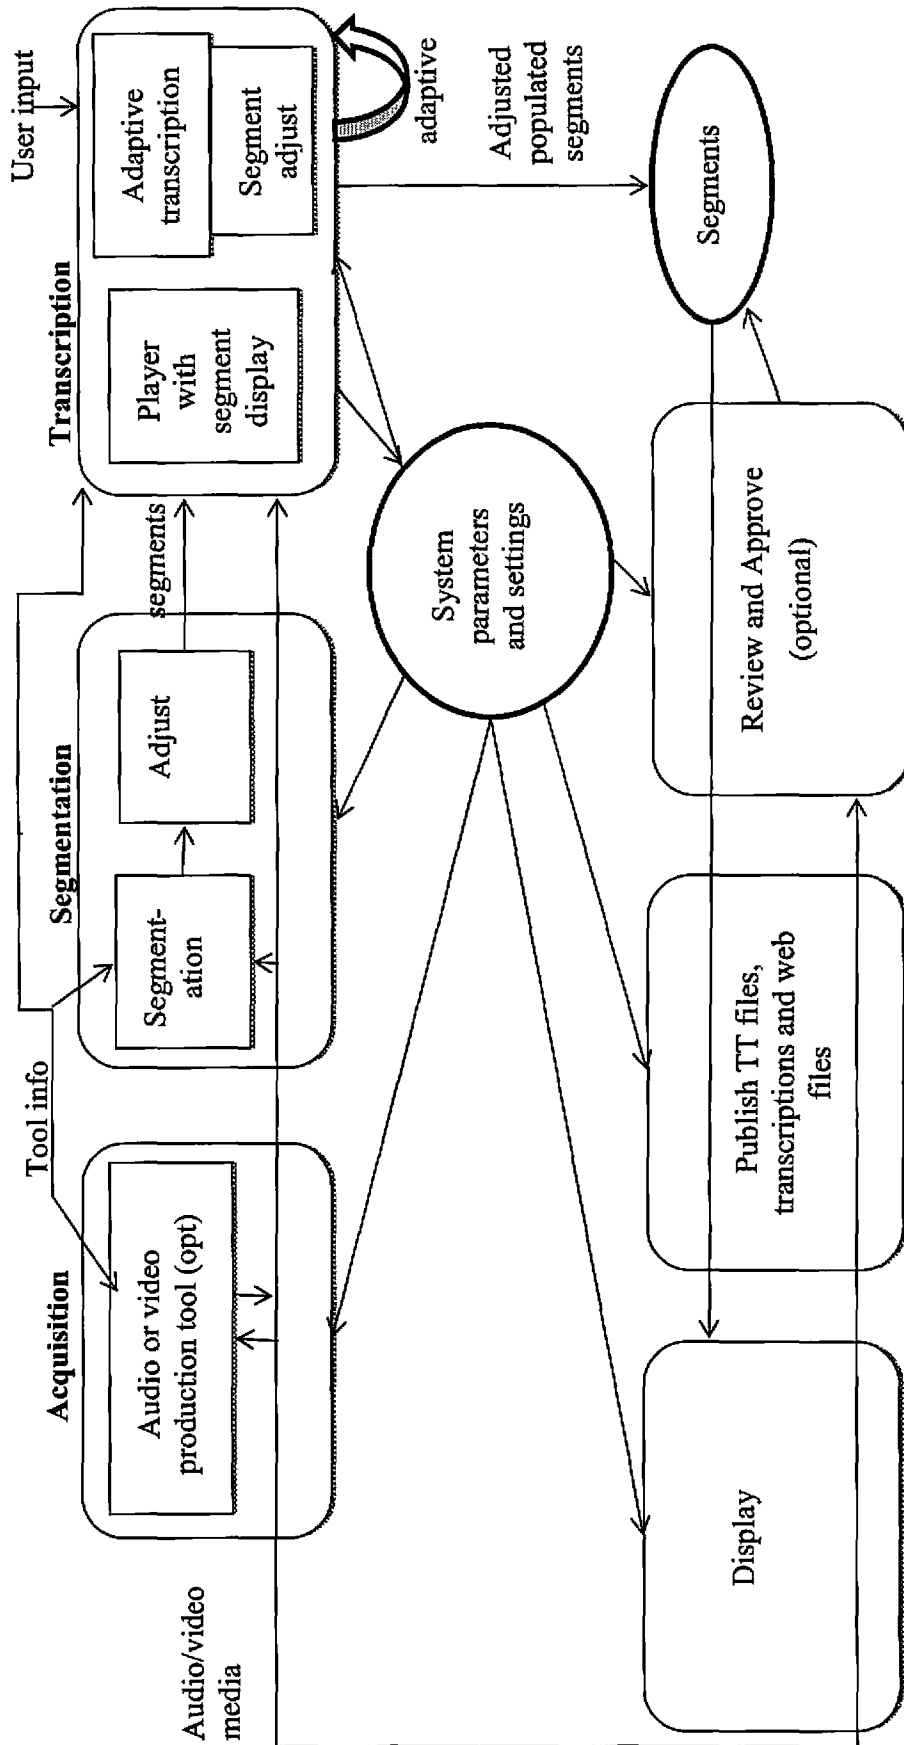 Tool info
User input
Acquisition
Segmentation
Transcription
Audio or video
production tool (opt)
Segment-
ation
Adjust
segments
Player
with
segment
display
Adaptive
transcription
Segment
adjust
adaptive
Audio/video
media
System
parameters
and settings
Adjusted
populated
segments
Display
Publish TT files,
transcriptions and web
files
Review and Approve
(optional)
Segments